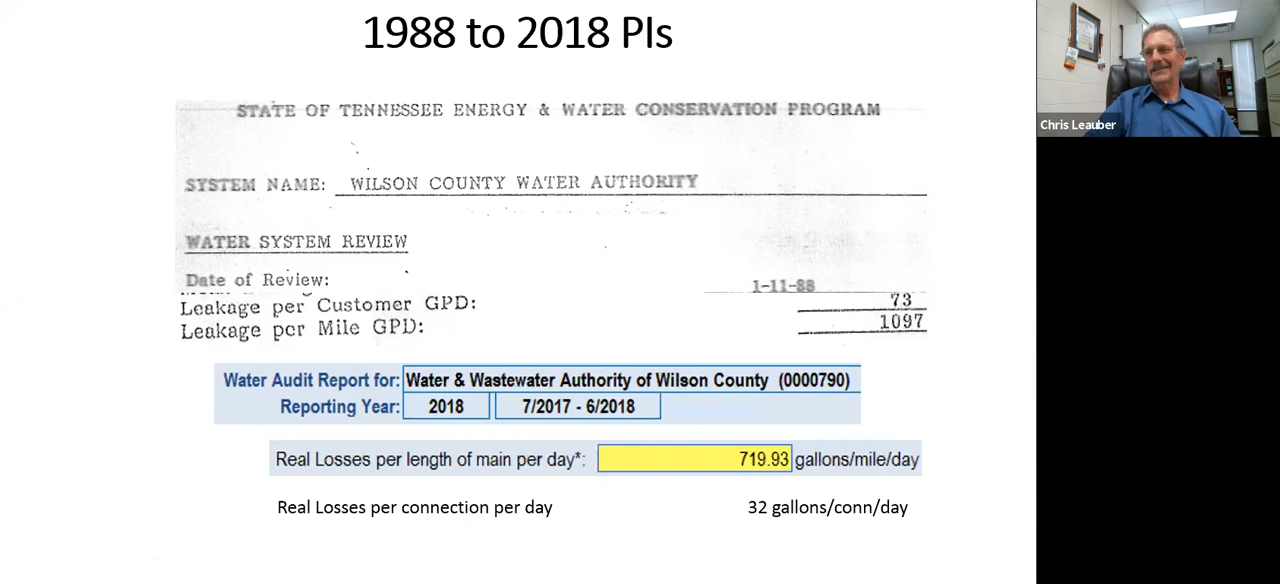 1988 to 2018 PIs
STATE OF TENNESSEE ENERGY & WATER CONSERVATION PROGRAM
SYSTEM NAME: WILSON COUNTY WATER AUTHORITY
WATER SYSTEM REVIEW
Date of Review: 1-11-88
Leakage per Customer GPD: 73
Leakage per Mile GPD: 1097
Water Audit Report for: Water & Wastewater Authority of Wilson County (0000790)
Reporting Year: 2018 7/2017 - 6/2018
Real Losses per length of main per day*: 719.93 gallons/mile/day
Real Losses per connection per day 32 gallons/conn/day
Chris Leauber